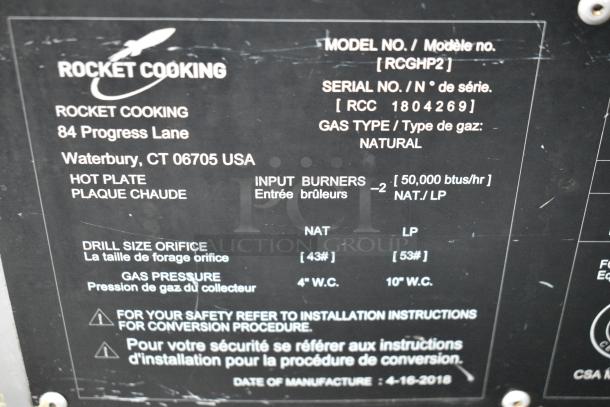 ROCKET COOKING
ROCKET COOKING
84 Progress Lane
Waterbury, CT 06705 USA
HOT PLATE
PLAQUE CHAUDE
MODEL NO. / Modèle no.
[ RCGHP2 ]
SERIAL NO. / N° de série.
[ RCC 1804269 ]
GAS TYPE / Type de gaz:
NATURAL
INPUT BURNERS –2 [ 50,000 btus/hr ]
Entrée brûleurs NAT./ LP
NAT LP
DRILL SIZE ORIFICE
La taille de forage orifice [ 43# ] [ 53# ]
GAS PRESSURE
Pression de gaz du collecteur 4" W.C. 10" W.C.
FOR YOUR SAFETY REFER TO INSTALLATION INSTRUCTIONS
FOR CONVERSION PROCEDURE.
Pour votre sécurité se référer aux instructions
d'installation pour la procédure de conversion.
DATE OF MANUFACTURE : 4-16-2018
PCI
AUCTION GROUP
CSA